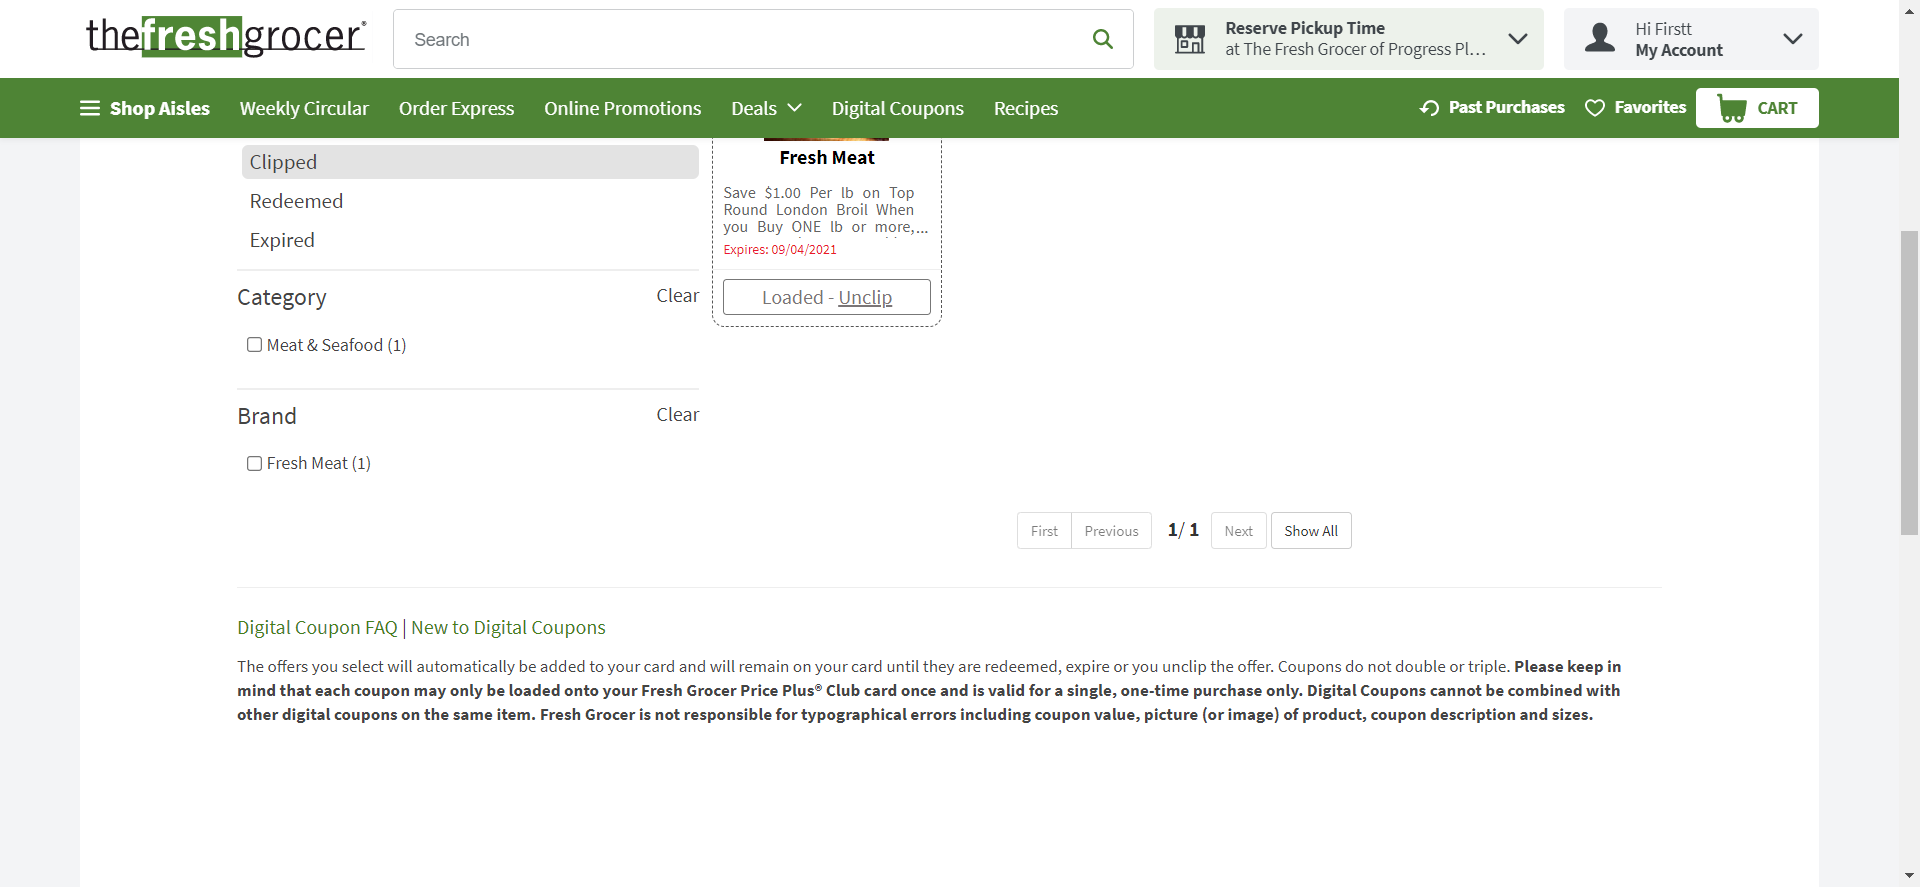 thefreshgrocer®
Search
Reserve Pickup Time
at The Fresh Grocer of Progress Pl...
Hi Firstt
My Account
Shop Aisles
Weekly Circular
Order Express
Online Promotions
Deals
Digital Coupons
Recipes
Past Purchases
Favorites
CART
Clipped
Redeemed
Expired
Category
Clear
Meat & Seafood (1)
Brand
Clear
Fresh Meat (1)
Fresh Meat
Save $1.00 Per lb on Top
Round London Broil When
you Buy ONE lb or more,...
Expires: 09/04/2021
Loaded - Unclip
First
Previous
1/ 1
Next
Show All
Digital Coupon FAQ | New to Digital Coupons
The offers you select will automatically be added to your card and will remain on your card until they are redeemed, expire or you unclip the offer. Coupons do not double or triple. Please keep in
mind that each coupon may only be loaded onto your Fresh Grocer Price Plus® Club card once and is valid for a single, one-time purchase only. Digital Coupons cannot be combined with
other digital coupons on the same item. Fresh Grocer is not responsible for typographical errors including coupon value, picture (or image) of product, coupon description and sizes.